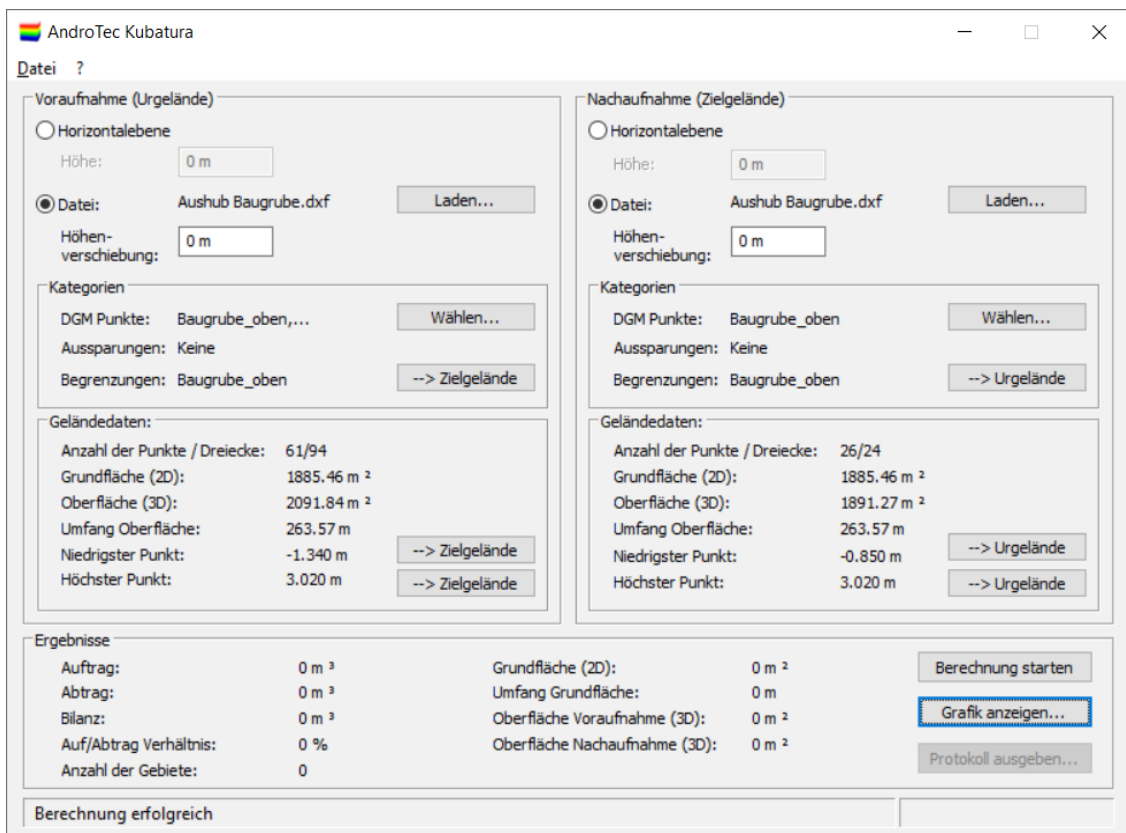 AndroTec Kubatura
Datei ?
Voraufnahme (Urgelände)
Horizontalebene
Höhe: 0 m
Datei: Aushub Baugrube.dxf Laden...
Höhen-
verschiebung: 0 m
Kategorien
DGM Punkte: Baugrube_oben,... Wählen...
Aussparungen: Keine
Begrenzungen: Baugrube_oben --> Zielgelände
Geländedaten:
Anzahl der Punkte / Dreiecke: 61/94
Grundfläche (2D): 1885.46 m ²
Oberfläche (3D): 2091.84 m ²
Umfang Oberfläche: 263.57 m
Niedrigster Punkt: -1.340 m --> Zielgelände
Höchster Punkt: 3.020 m --> Zielgelände
Nachaufnahme (Zielgelände)
Horizontalebene
Höhe: 0 m
Datei: Aushub Baugrube.dxf Laden...
Höhen-
verschiebung: 0 m
Kategorien
DGM Punkte: Baugrube_oben Wählen...
Aussparungen: Keine
Begrenzungen: Baugrube_oben --> Urgelände
Geländedaten:
Anzahl der Punkte / Dreiecke: 26/24
Grundfläche (2D): 1885.46 m ²
Oberfläche (3D): 1891.27 m ²
Umfang Oberfläche: 263.57 m
Niedrigster Punkt: -0.850 m --> Urgelände
Höchster Punkt: 3.020 m --> Urgelände
Ergebnisse
Auftrag: 0 m ³
Abtrag: 0 m ³
Bilanz: 0 m ³
Auf/Abtrag Verhältnis: 0 %
Anzahl der Gebiete: 0
Grundfläche (2D): 0 m ²
Umfang Grundfläche: 0 m
Oberfläche Voraufnahme (3D): 0 m ²
Oberfläche Nachaufnahme (3D): 0 m ²
Berechnung starten
Grafik anzeigen...
Protokoll ausgeben...
Berechnung erfolgreich